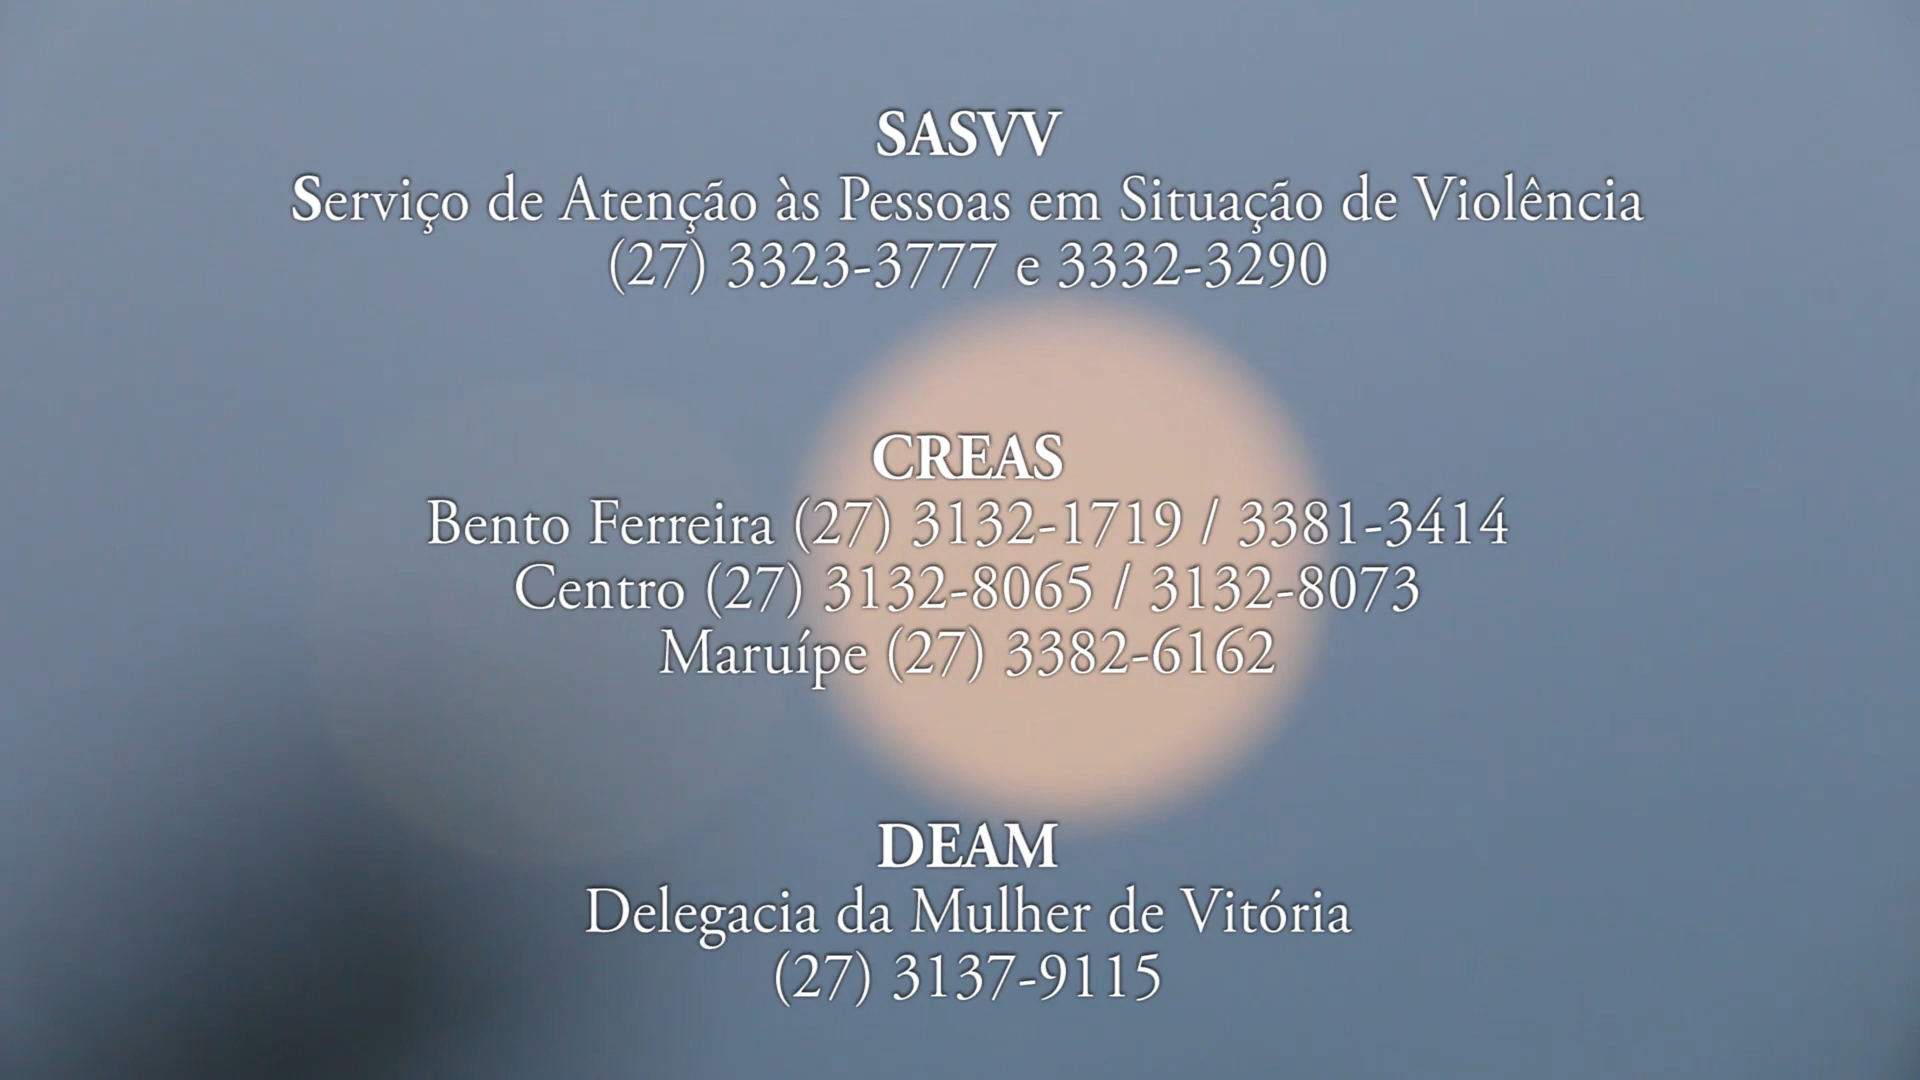 SASVV
Serviço de Atenção às Pessoas em Situação de Violência
(27) 3323-3777 e 3332-3290
CREAS
Bento Ferreira (27) 3132-1719 / 3381-3414
Centro (27) 3132-8065 / 3132-8073
Maruípe (27) 3382-6162
DEAM
Delegacia da Mulher de Vitória
(27) 3137-9115